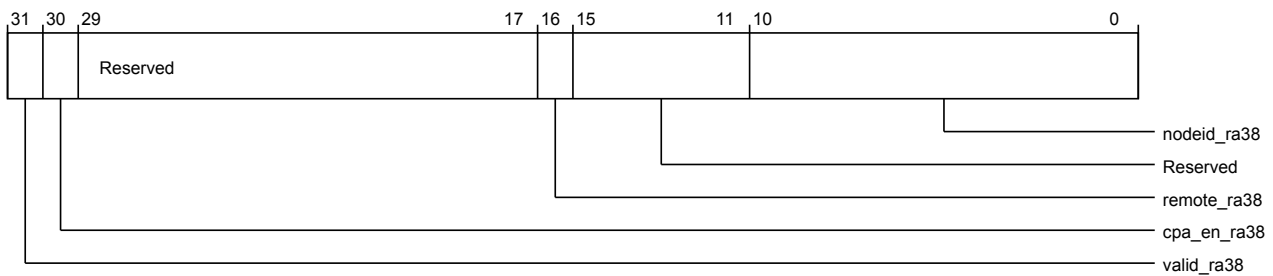 31 30 29 17 16 15 11 10 0
Reserved
nodeid_ra38
Reserved
remote_ra38
cpa_en_ra38
valid_ra38